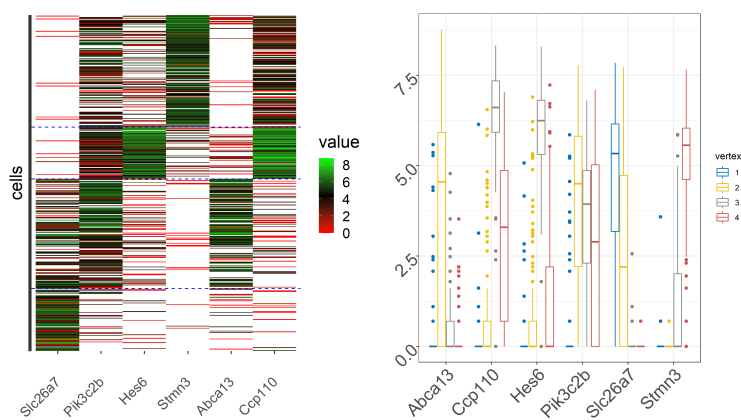 cells
Slc26a7
Pik3c2b
Hes6
Stmn3
Abca13
Ccp110
value
8
6
4
2
0
7.5
5.0
2.5
0.0
Abca13
Ccp110
Hes6
Pik3c2b
Slc26a7
Stmn3
vertex
1
2
3
4